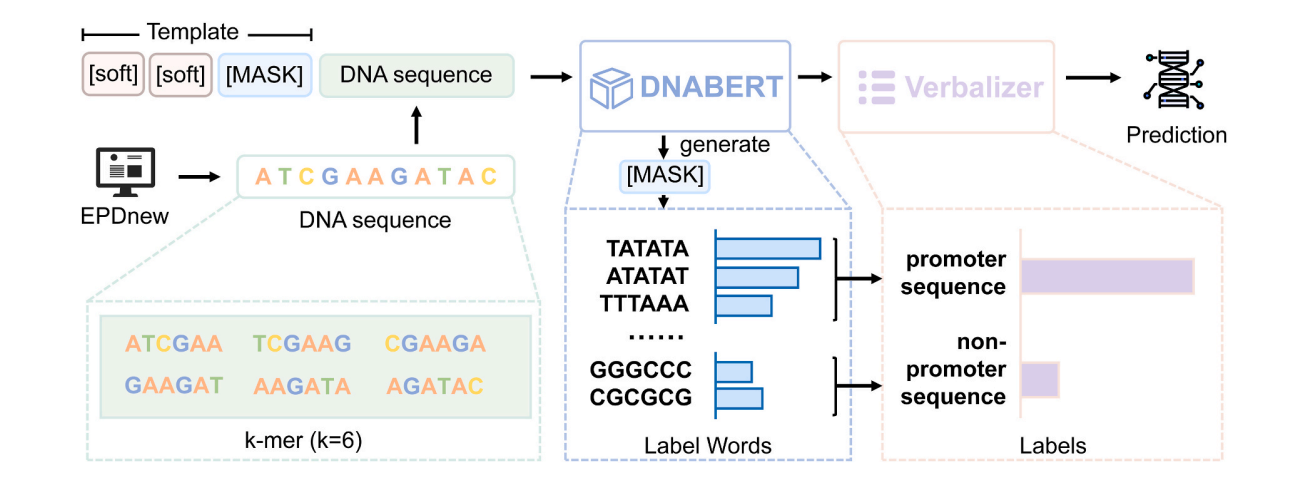 Template
[soft] [soft] [MASK] DNA sequence
DNABERT
Verbalizer
Prediction
generate
[MASK]
EPDnew
ATCGAAGATAC
DNA sequence
ATCGAA TCGAAG CGAAGA
GAAGAT AAGATA AGATAC
k-mer (k=6)
TATATA
ATATAT
TTTAAA
......
GGGCCC
CGCGCG
Label Words
promoter
sequence
non-
promoter
sequence
Labels